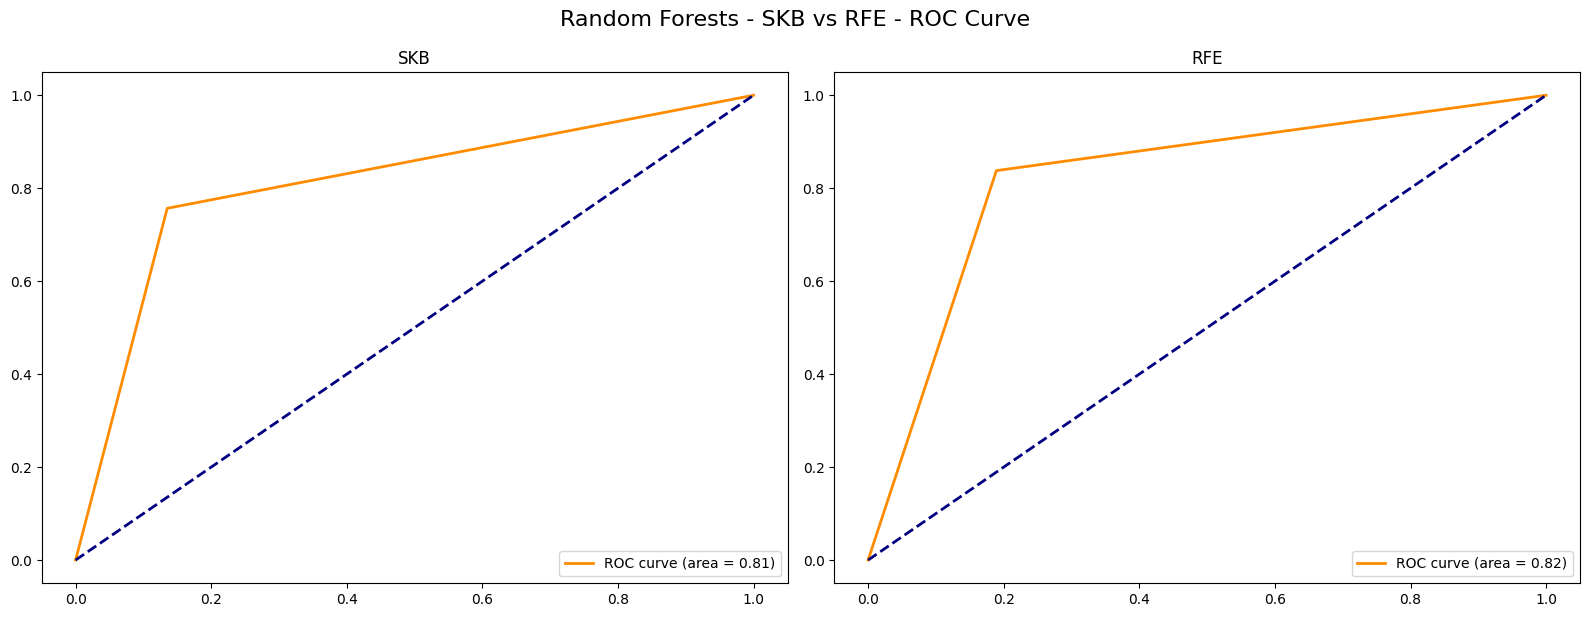 Random Forests - SKB vs RFE - ROC Curve
SKB
1.0
0.8
0.6
0.4
0.2
0.0
0.0 0.2 0.4 0.6 0.8 1.0
ROC curve (area = 0.81)
RFE
1.0
0.8
0.6
0.4
0.2
0.0
0.0 0.2 0.4 0.6 0.8 1.0
ROC curve (area = 0.82)